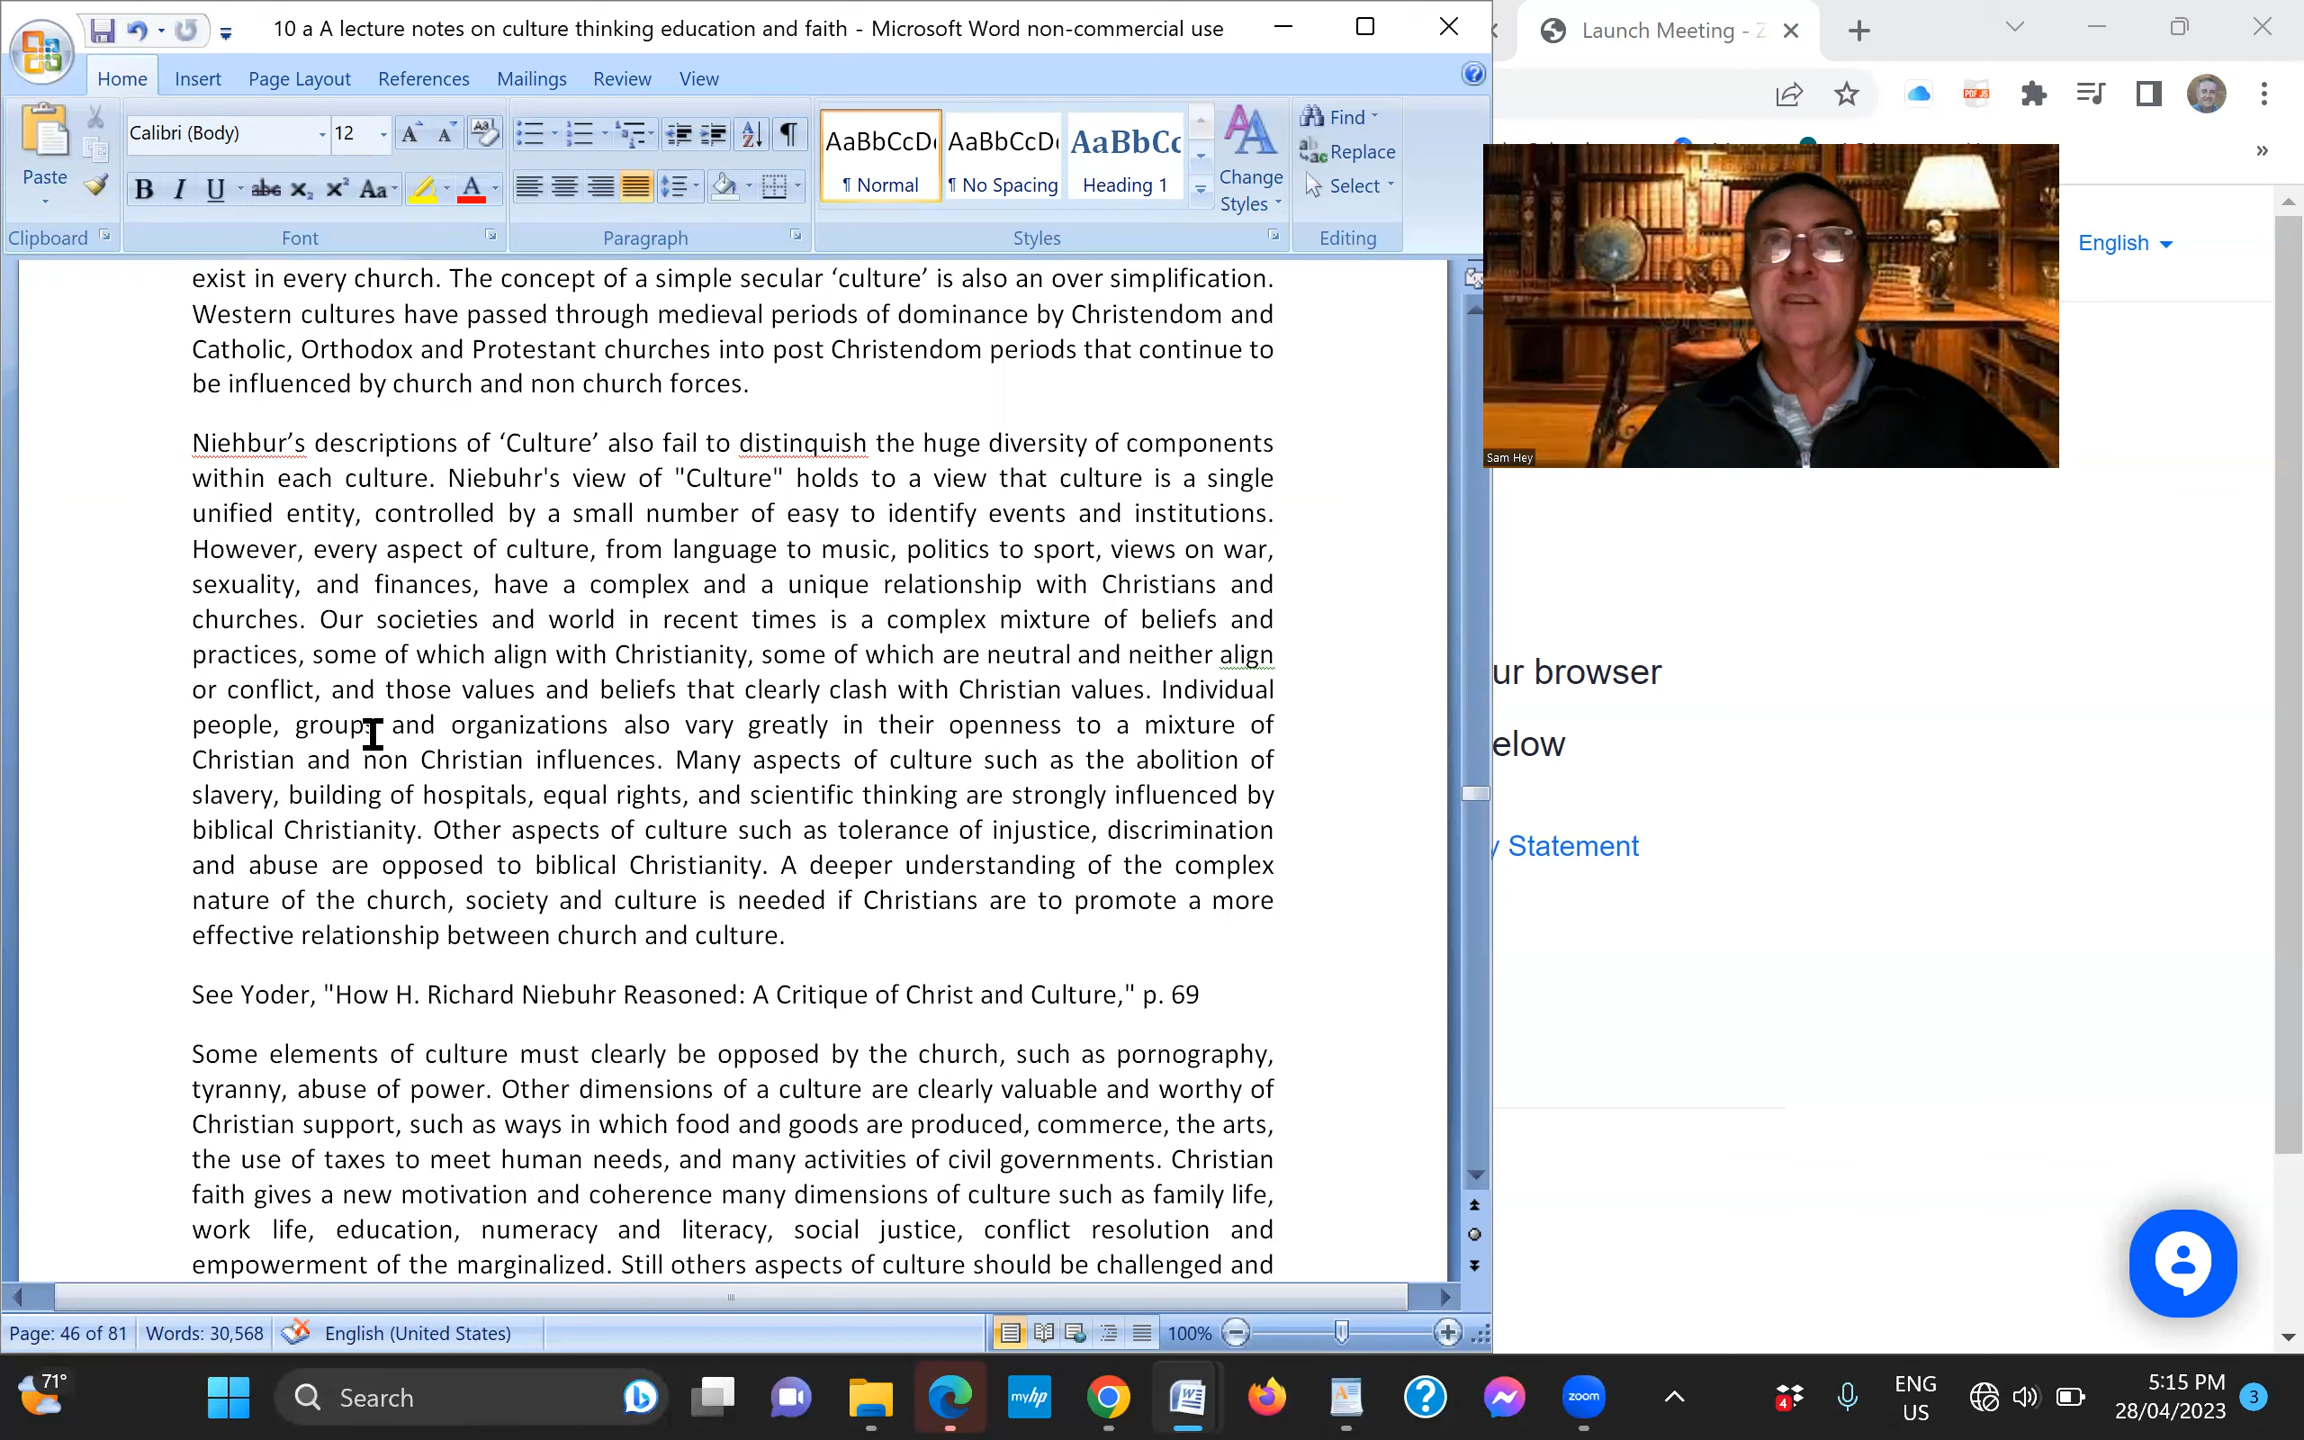 10 a A lecture notes on culture thinking education and faith - Microsoft Word non-commercial use
Launch Meeting - Z
Home Insert Page Layout References Mailings Review View
Calibri (Body) 12
Paste
AaBbCcDc AaBbCcDc AaBbCc
¶ Normal ¶ No Spacing Heading 1
Change Styles
Find
Replace
Select
Clipboard Font Paragraph Styles Editing
English
exist in every church. The concept of a simple secular ‘culture’ is also an over simplification.
Western cultures have passed through medieval periods of dominance by Christendom and
Catholic, Orthodox and Protestant churches into post Christendom periods that continue to
be influenced by church and non church forces.
Niehbur’s descriptions of ‘Culture’ also fail to distinquish the huge diversity of components
within each culture. Niebuhr's view of "Culture" holds to a view that culture is a single
unified entity, controlled by a small number of easy to identify events and institutions.
However, every aspect of culture, from language to music, politics to sport, views on war,
sexuality, and finances, have a complex and a unique relationship with Christians and
churches. Our societies and world in recent times is a complex mixture of beliefs and
practices, some of which align with Christianity, some of which are neutral and neither align
or conflict, and those values and beliefs that clearly clash with Christian values. Individual
people, groups and organizations also vary greatly in their openness to a mixture of
Christian and non Christian influences. Many aspects of culture such as the abolition of
slavery, building of hospitals, equal rights, and scientific thinking are strongly influenced by
biblical Christianity. Other aspects of culture such as tolerance of injustice, discrimination
and abuse are opposed to biblical Christianity. A deeper understanding of the complex
nature of the church, society and culture is needed if Christians are to promote a more
effective relationship between church and culture.
See Yoder, "How H. Richard Niebuhr Reasoned: A Critique of Christ and Culture," p. 69
Some elements of culture must clearly be opposed by the church, such as pornography,
tyranny, abuse of power. Other dimensions of a culture are clearly valuable and worthy of
Christian support, such as ways in which food and goods are produced, commerce, the arts,
the use of taxes to meet human needs, and many activities of civil governments. Christian
faith gives a new motivation and coherence many dimensions of culture such as family life,
work life, education, numeracy and literacy, social justice, conflict resolution and
empowerment of the marginalized. Still others aspects of culture should be challenged and
Sam Hey
ur browser
elow
y Statement
Page: 46 of 81 Words: 30,568 English (United States) 100%
71°
Search
myhp
zoom
4
ENG
US
5:15 PM
28/04/2023
3